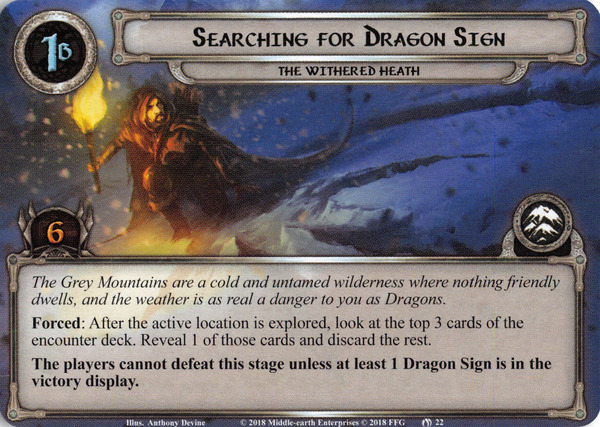 1B
SEARCHING FOR DRAGON SIGN
THE WITHERED HEATH
6
The Grey Mountains are a cold and untamed wilderness where nothing friendly
dwells, and the weather is as real a danger to you as Dragons.
Forced: After the active location is explored, look at the top 3 cards of the
encounter deck. Reveal 1 of those cards and discard the rest.
The players cannot defeat this stage unless at least 1 Dragon Sign is in the
victory display.
Illus. Anthony Devine © 2018 Middle-earth Enterprises © 2018 FFG 22